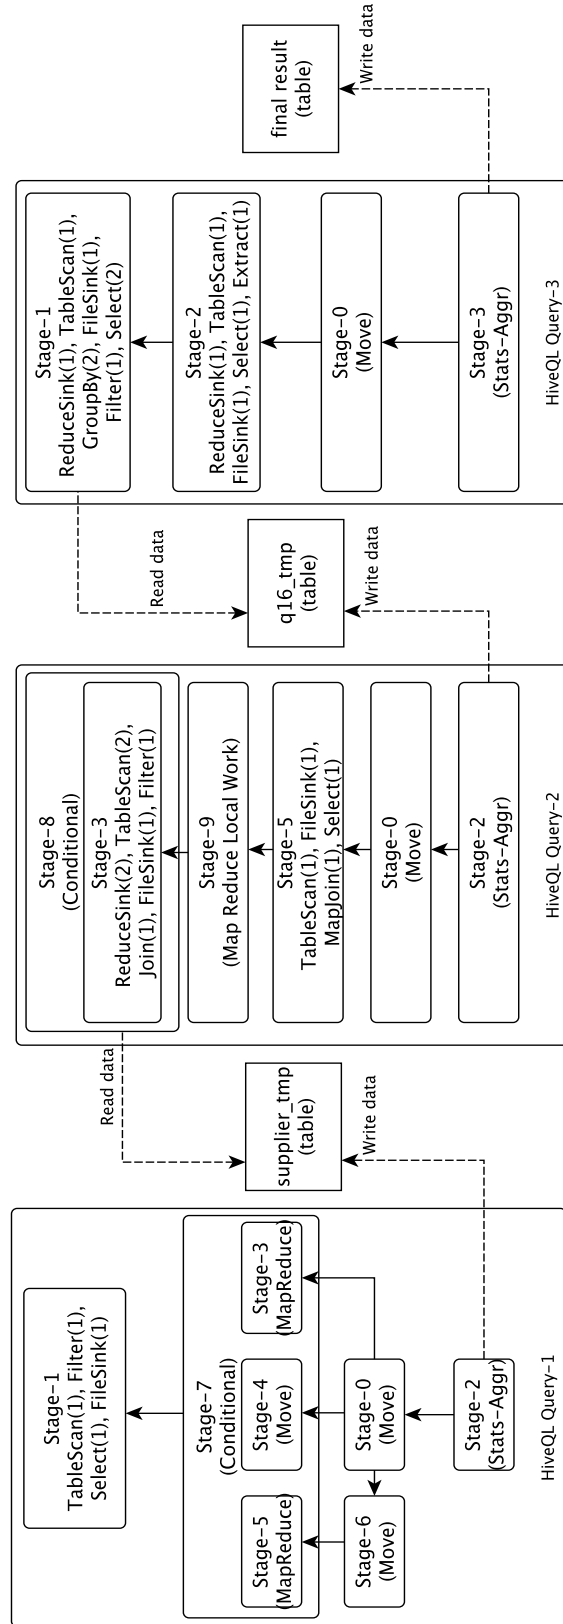 Stage-1
TableScan(1), Filter(1),
Select(1), FileSink(1)
Stage-7
(Conditional)
Stage-5
(MapReduce)
Stage-4
(Move)
Stage-3
(MapReduce)
Stage-6
(Move)
Stage-0
(Move)
Stage-2
(Stats-Aggr)
HiveQL Query-1
supplier_tmp
(table)
Write data
Read data
Stage-8
(Conditional)
Stage-3
ReduceSink(2), TableScan(2),
Join(1), FileSink(1), Filter(1)
Stage-9
(Map Reduce Local Work)
Stage-5
TableScan(1), FileSink(1),
MapJoin(1), Select(1)
Stage-0
(Move)
Stage-2
(Stats-Aggr)
HiveQL Query-2
q16_tmp
(table)
Write data
Read data
Stage-1
ReduceSink(1), TableScan(1),
GroupBy(2), FileSink(1),
Filter(1), Select(2)
Stage-2
ReduceSink(1), TableScan(1),
FileSink(1), Select(1), Extract(1)
Stage-0
(Move)
Stage-3
(Stats-Aggr)
HiveQL Query-3
final result
(table)
Write data